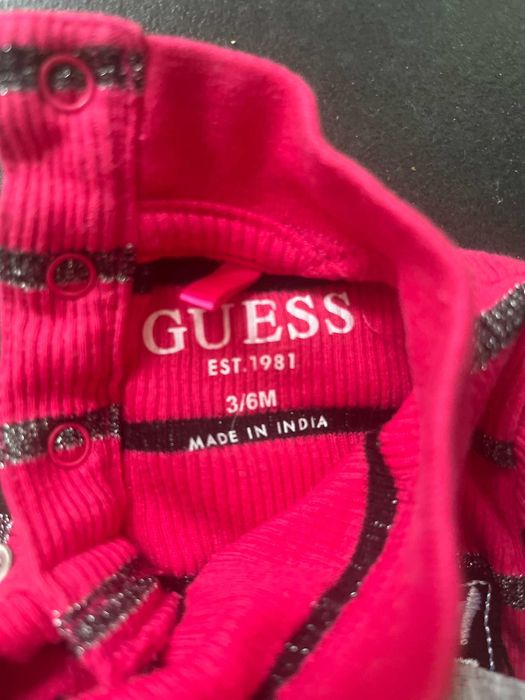 GUESS
EST.1981
3/6M
MADE IN INDIA